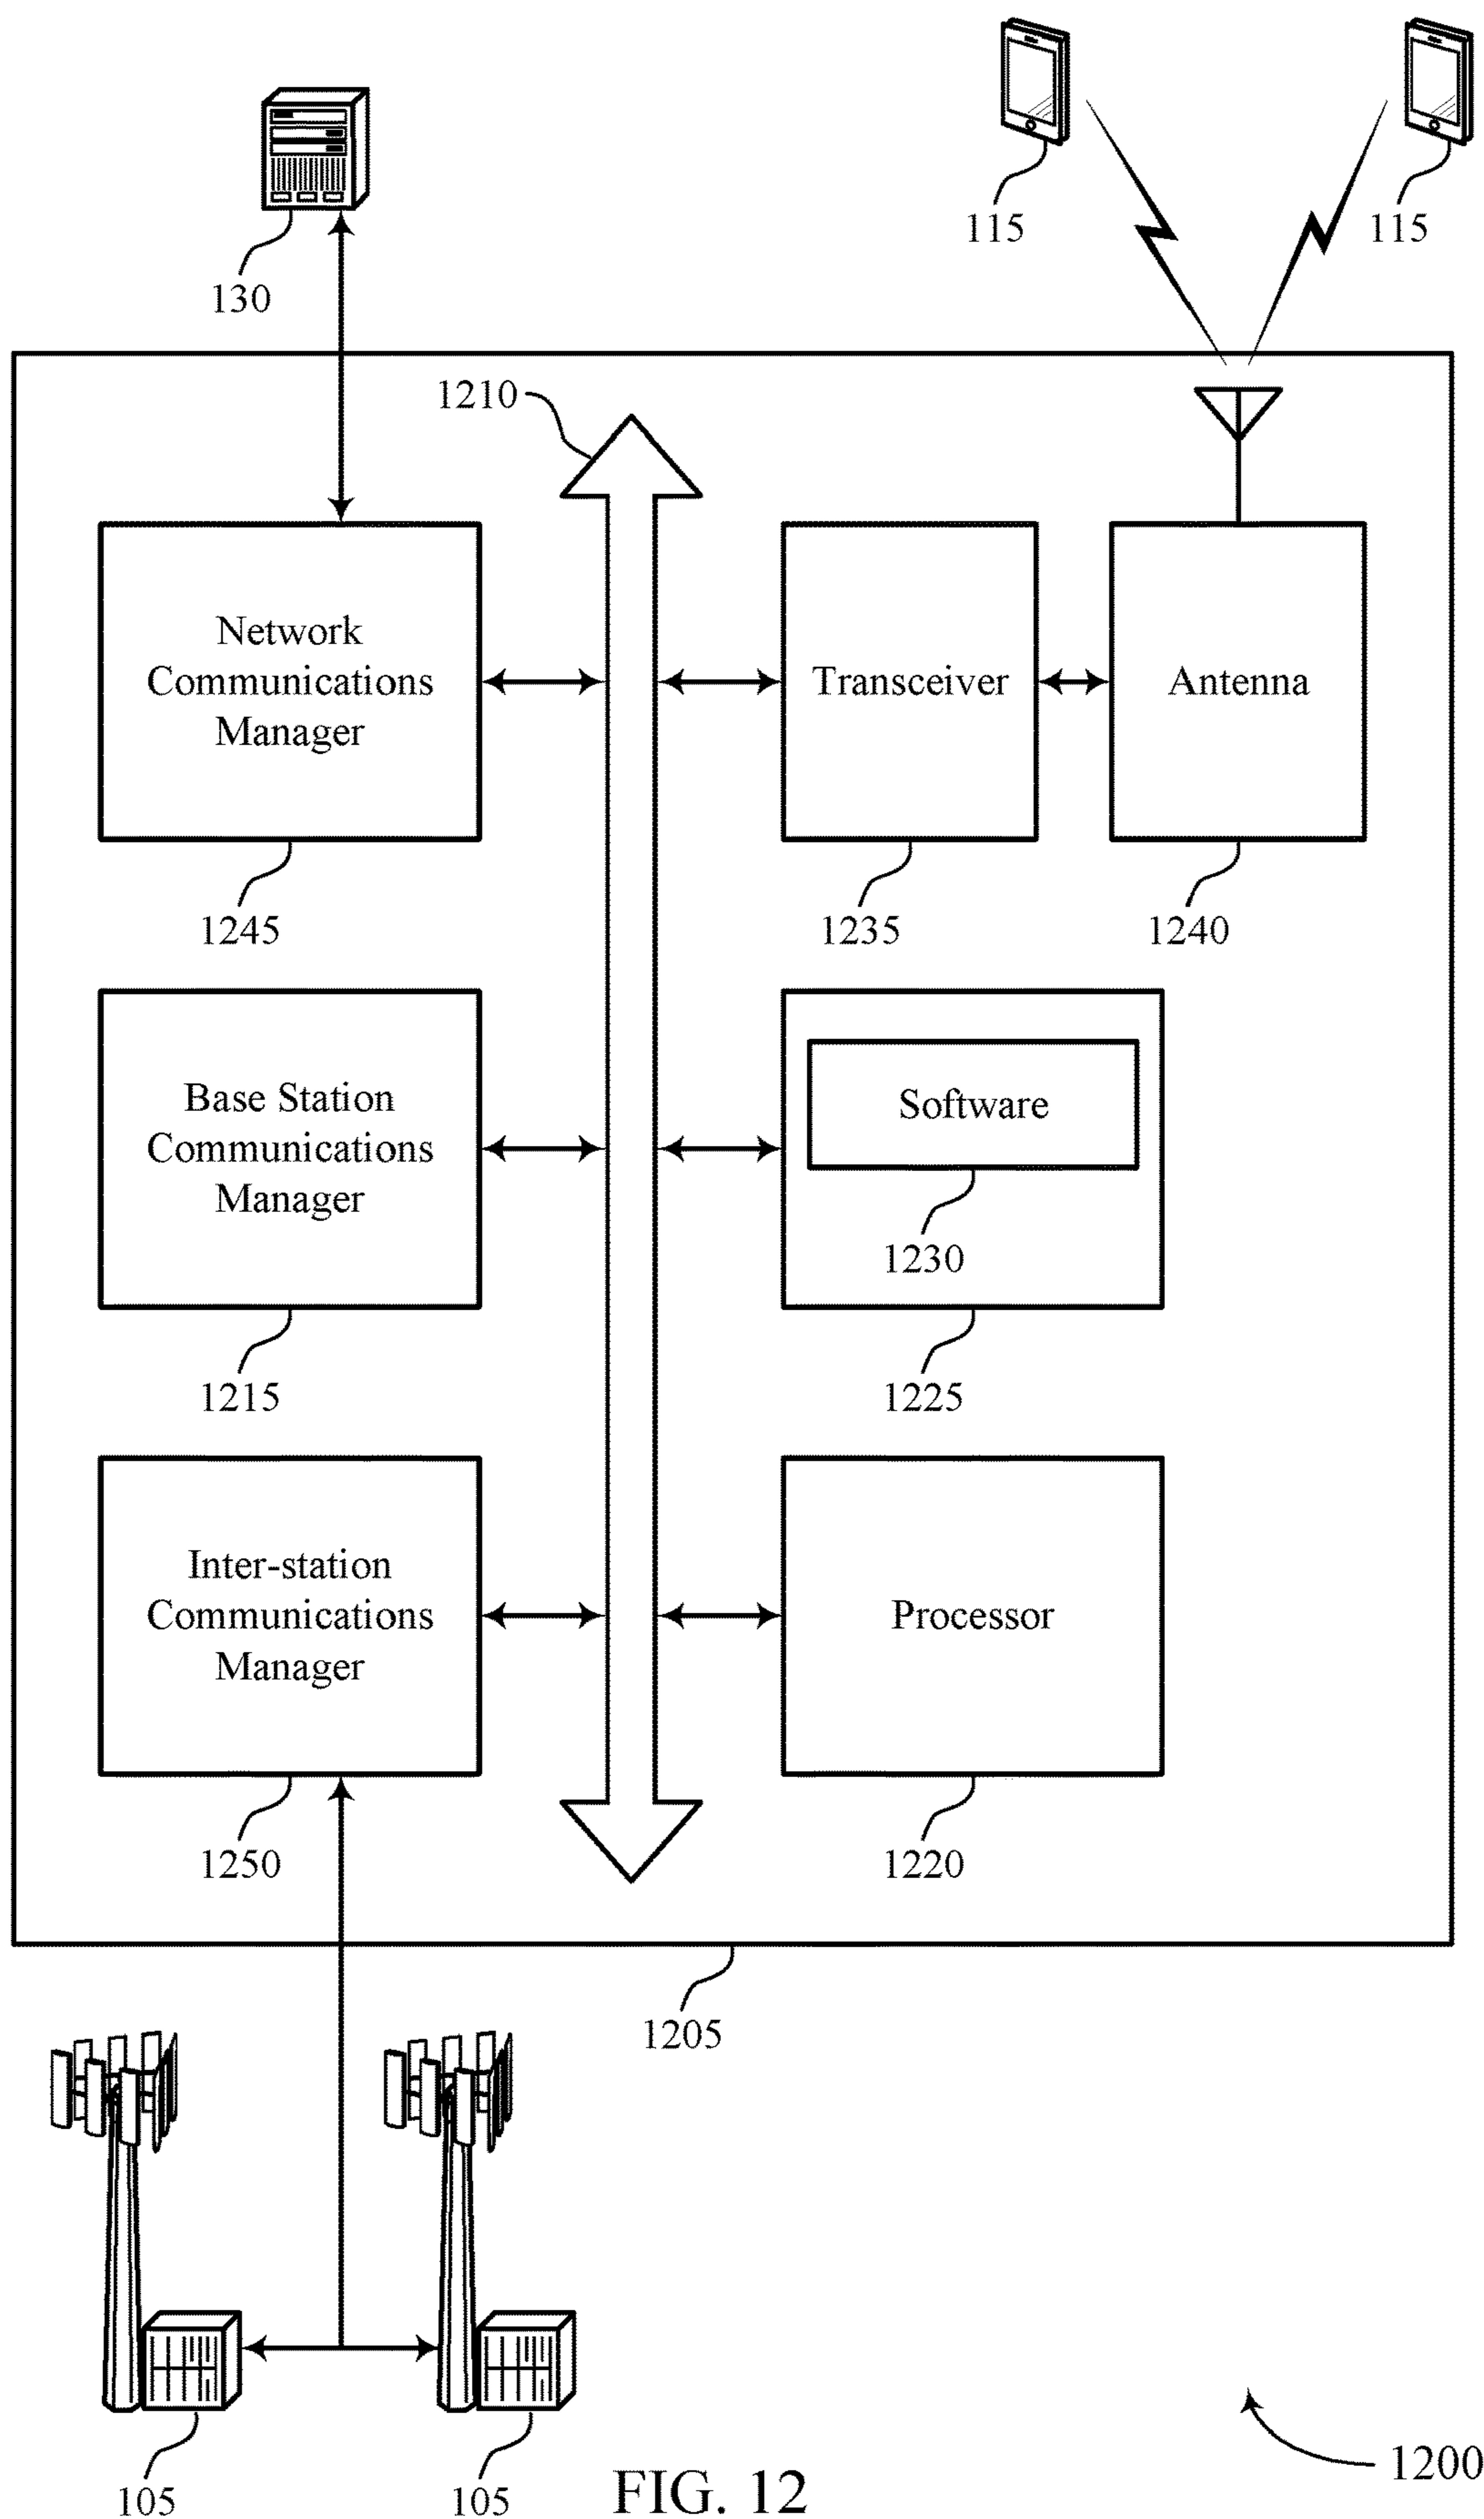 115
115
130
1210
Network
Communications
Manager
Transceiver
Antenna
1245
1235
1240
Base Station
Communications
Manager
Software
1230
1215
1225
Inter-station
Communications
Manager
Processor
1250
1220
1205
105
105
FIG. 12
1200